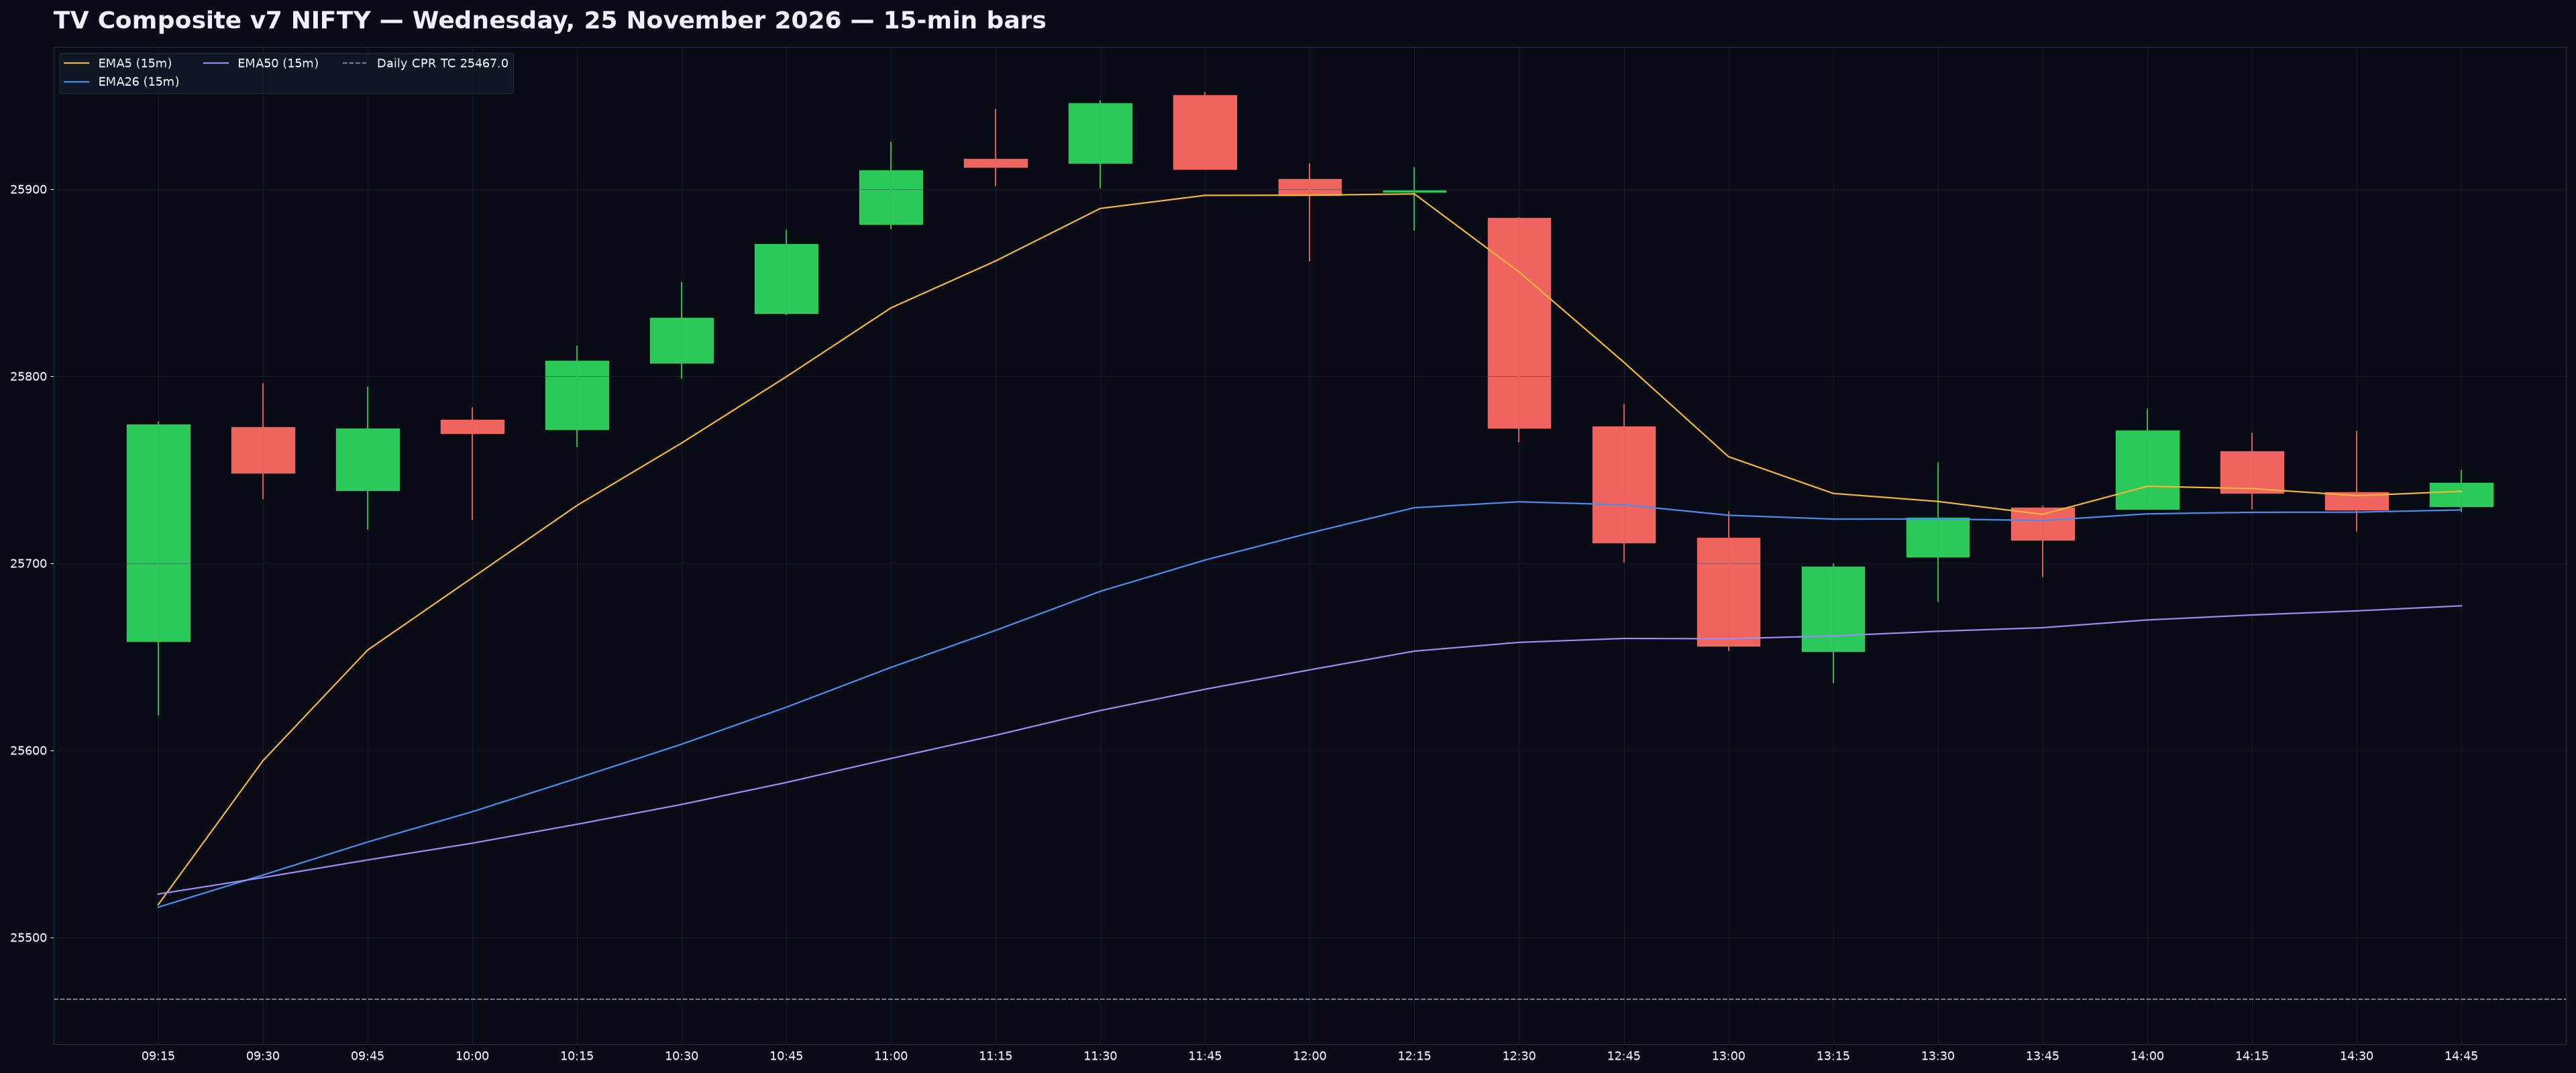 TV Composite v7 NIFTY — Wednesday, 25 November 2026 — 15-min bars
EMA5 (15m) EMA50 (15m) Daily CPR TC 25467.0
EMA26 (15m)
25900
25800
25700
25600
25500
09:15 09:30 09:45 10:00 10:15 10:30 10:45 11:00 11:15 11:30 11:45 12:00 12:15 12:30 12:45 13:00 13:15 13:30 13:45 14:00 14:15 14:30 14:45